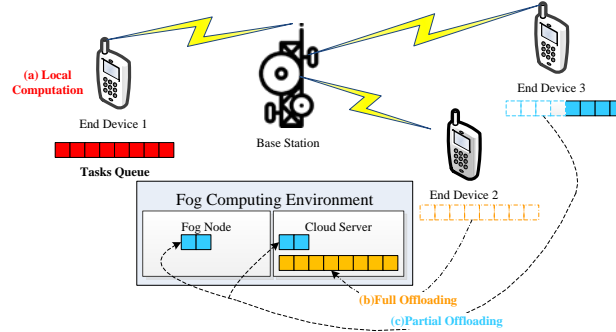 (a) Local
Computation)
End Device 1
Tasks Queue
Base Station
End Device 3
End Device 2
Fog Computing Environment
Fog Node
Cloud Server
(b)Full Offloading
(c)Partial Offloading